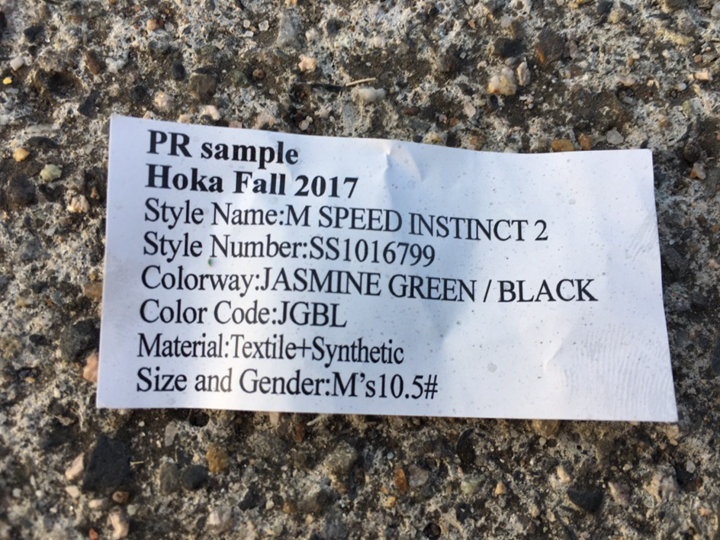 PR sample
Hoka Fall 2017
Style Name:M SPEED INSTINCT 2
Style Number:SS1016799
Colorway:JASMINE GREEN / BLACK
Color Code:JGBL
Material:Textile+Synthetic
Size and Gender:M's10.5#